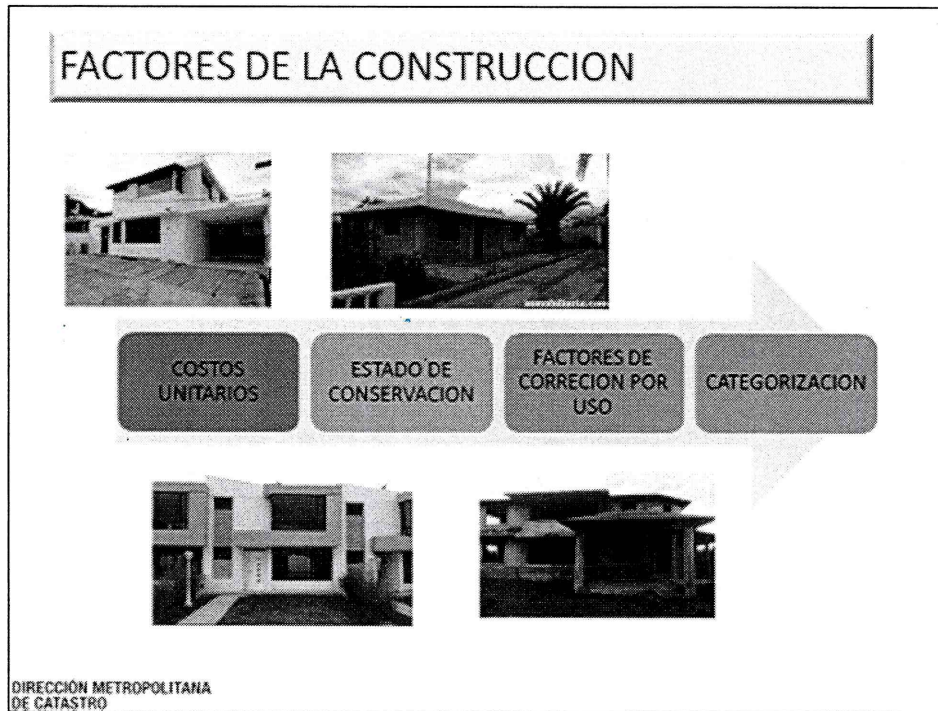 FACTORES DE LA CONSTRUCCION
COSTOS
UNITARIOS
ESTADO DE
CONSERVACION
FACTORES DE
CORRECION POR
USO
CATEGORIZACION
DIRECCIÓN METROPOLITANA
DE CATASTRO